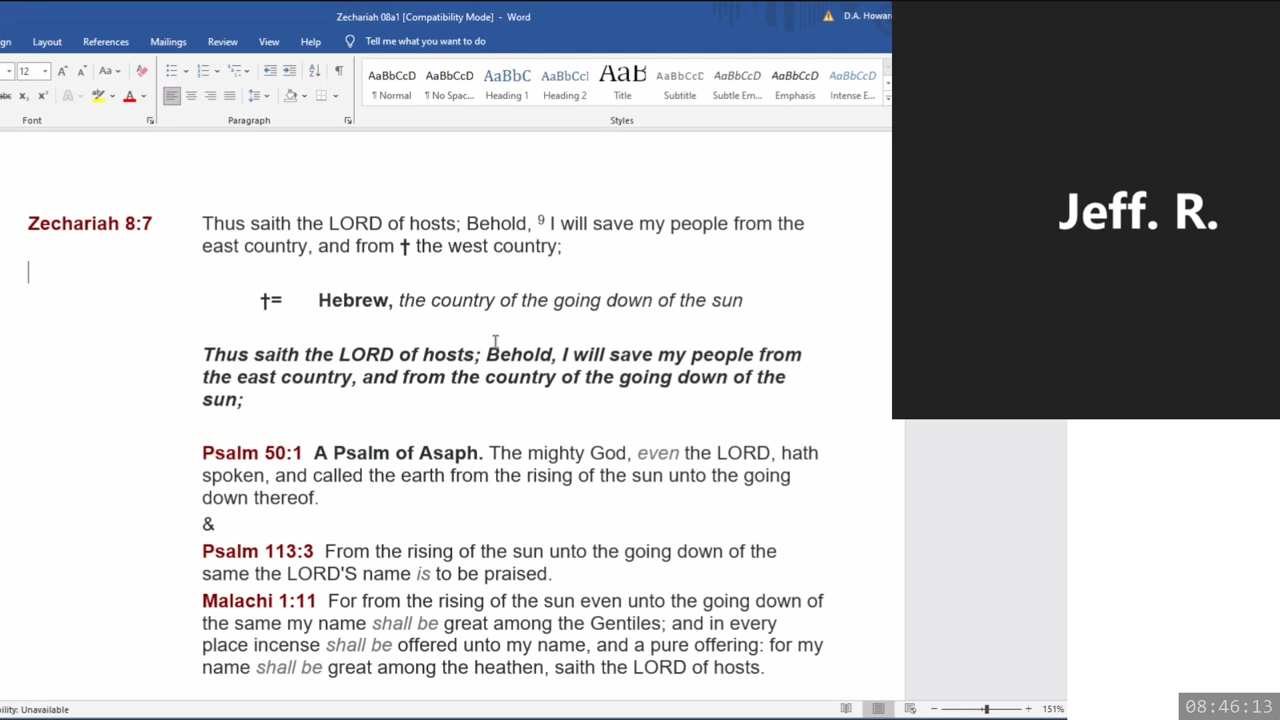 Zechariah 08a1 [Compatibility Mode] - Word
D.A. Howar
gn Layout References Mailings Review View Help Tell me what you want to do
12 Aa
AaBbCcD AaBbCcD AaBbC AaBbCcl AaB AaBbCcD AaBbCcD AaBbCcD AaBbCcD
¶ Normal ¶ No Spac... Heading 1 Heading 2 Title Subtitle Subtle Em... Emphasis Intense E...
abc x² A A
Font Paragraph Styles
Jeff. R.
Zechariah 8:7 Thus saith the LORD of hosts; Behold, ⁹ I will save my people from the
east country, and from † the west country;
†= Hebrew, the country of the going down of the sun
Thus saith the LORD of hosts; Behold, I will save my people from
the east country, and from the country of the going down of the
sun;
Psalm 50:1 A Psalm of Asaph. The mighty God, even the LORD, hath
spoken, and called the earth from the rising of the sun unto the going
down thereof.
&
Psalm 113:3 From the rising of the sun unto the going down of the
same the LORD'S name is to be praised.
Malachi 1:11 For from the rising of the sun even unto the going down of
the same my name shall be great among the Gentiles; and in every
place incense shall be offered unto my name, and a pure offering: for my
name shall be great among the heathen, saith the LORD of hosts.
bility: Unavailable
151%
08:46:13